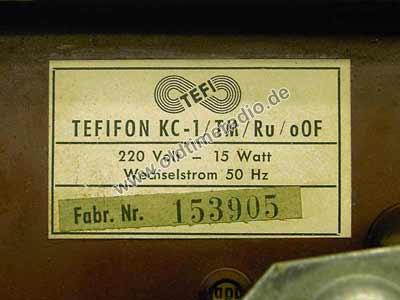 TEFI
TEFIFON KC-1/TM/Ru/oOF
220 Volt - 15 Watt
Wechselstrom 50 Hz
Fabr. Nr. 153905
www.oldtimeradio.de